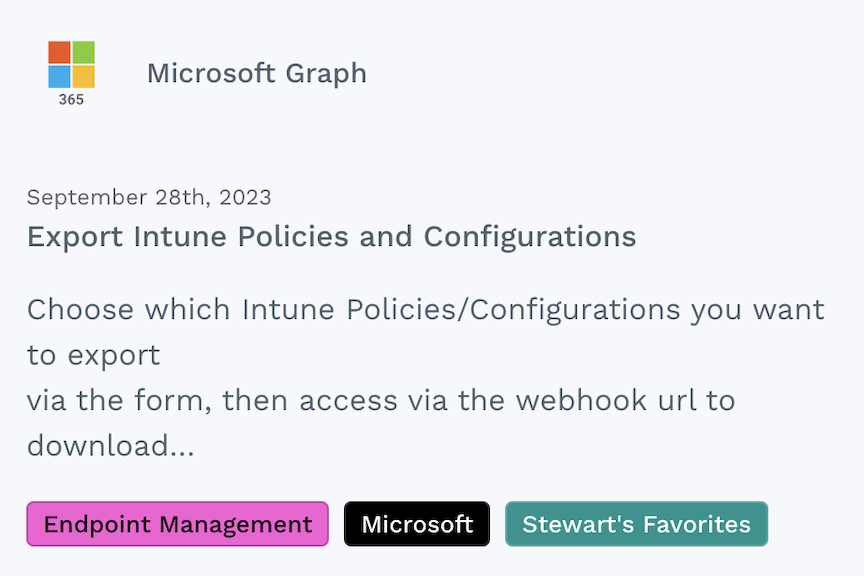 365
Microsoft Graph
September 28th, 2023
Export Intune Policies and Configurations
Choose which Intune Policies/Configurations you want
to export
via the form, then access via the webhook url to
download...
Endpoint Management
Microsoft
Stewart's Favorites